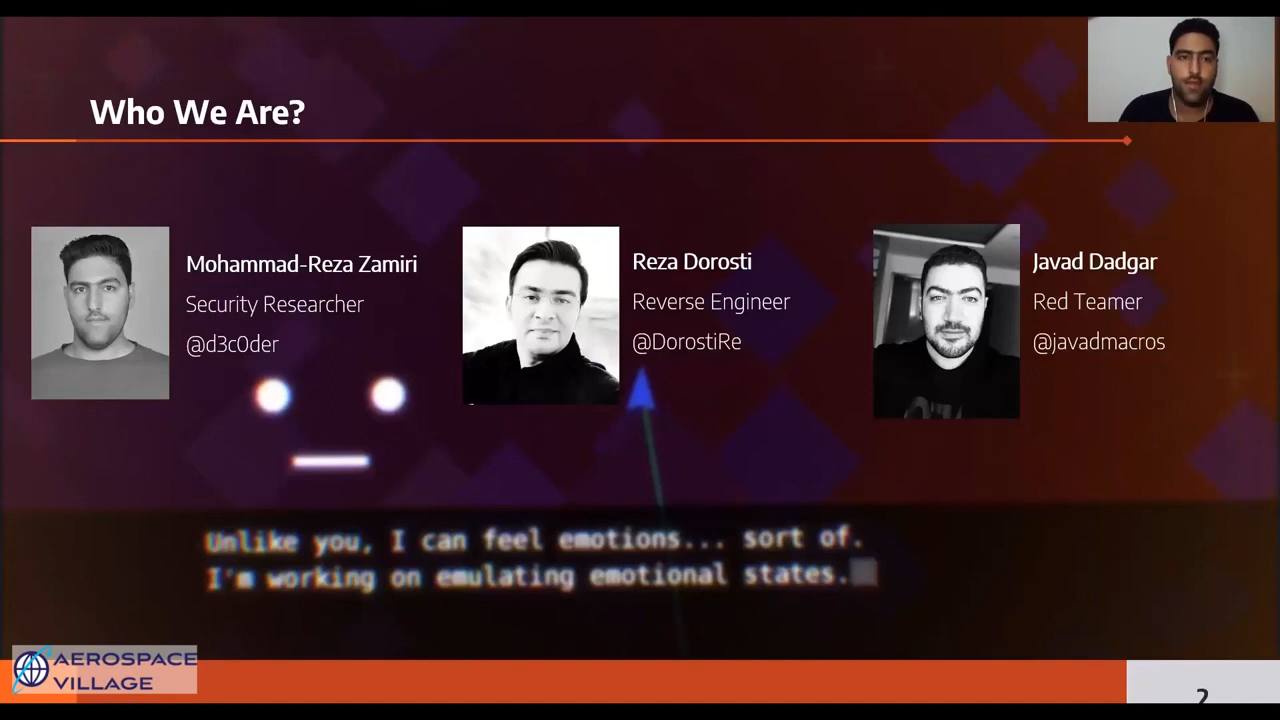 Who We Are?
Mohammad-Reza Zamiri
Security Researcher
@d3c0der
Reza Dorosti
Reverse Engineer
@DorostiRe
Javad Dadgar
Red Teamer
@javadmacros
Unlike you, I can feel emotions... sort of.
I'm working on emulating emotional states.
AEROSPACE
VILLAGE
2